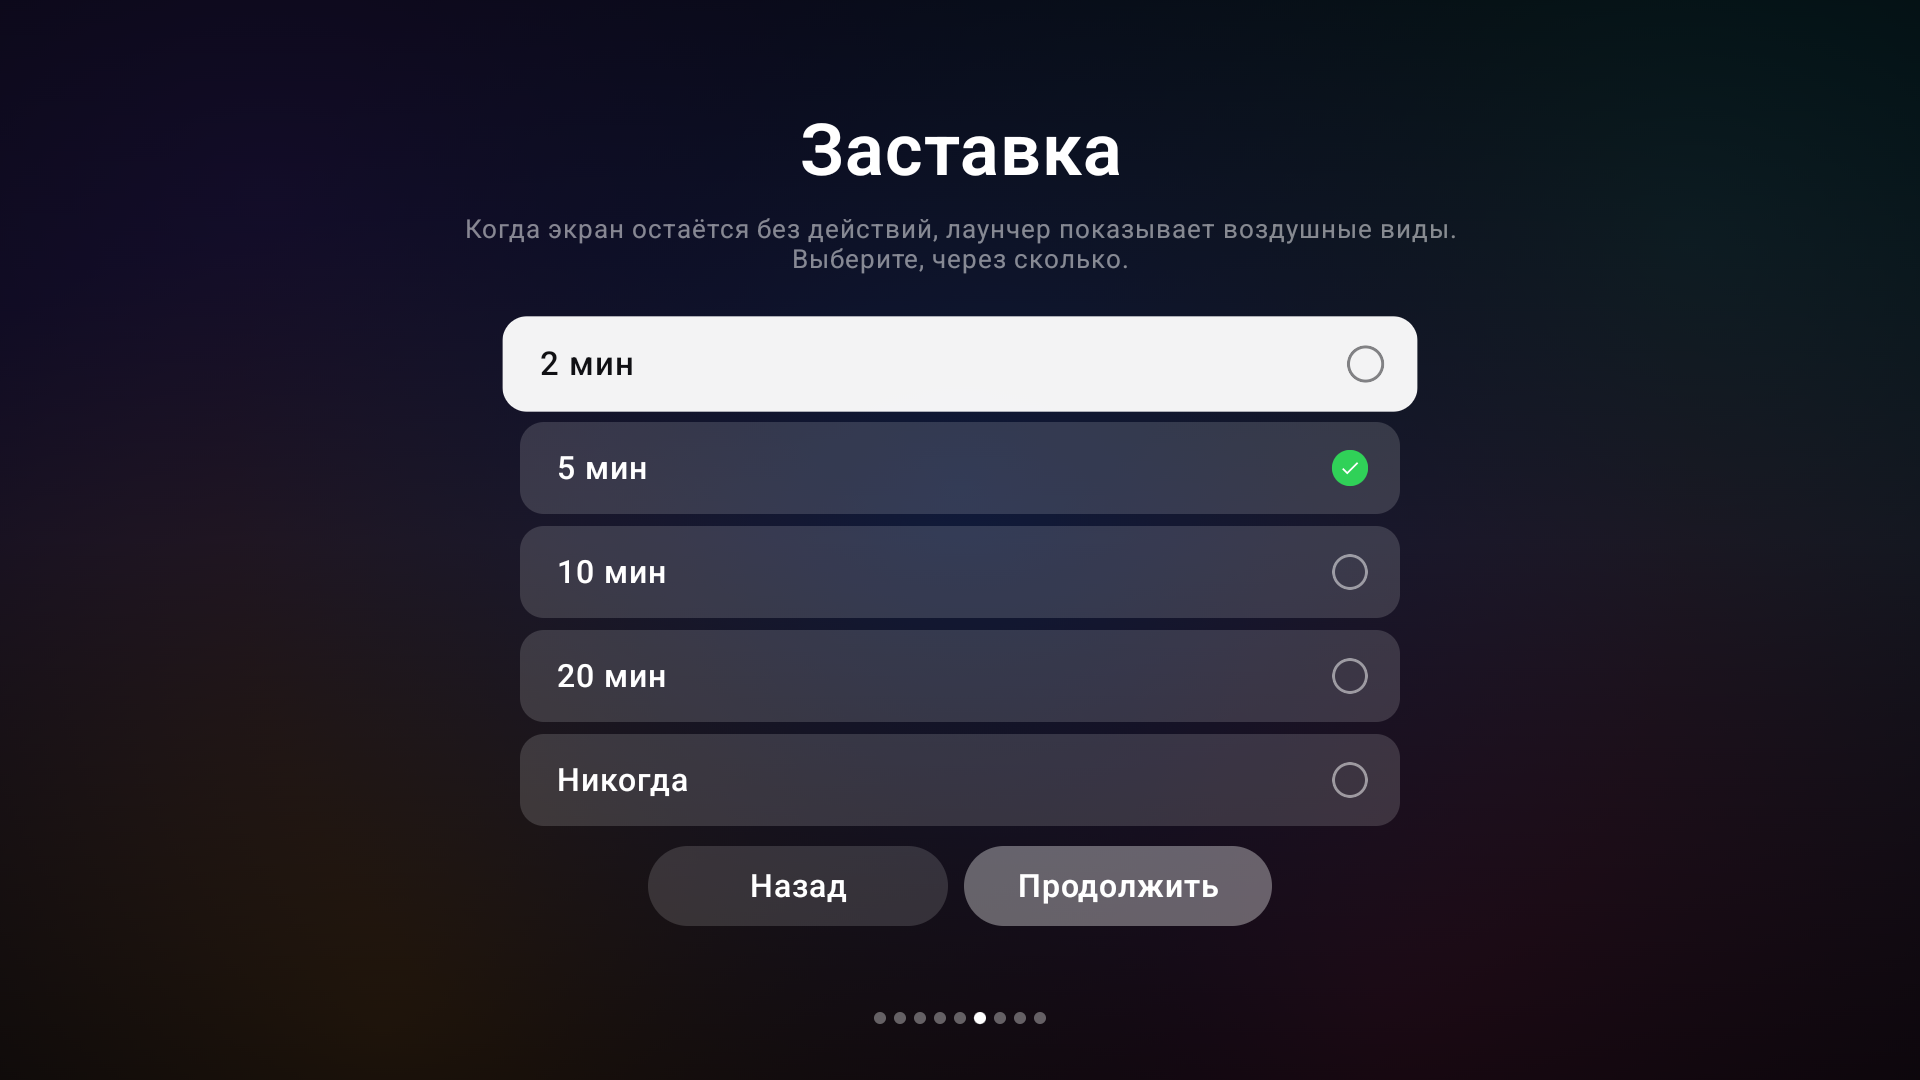 Заставка
Когда экран остаётся без действий, лаунчер показывает воздушные виды.
Выберите, через сколько.
2 мин
5 мин
10 мин
20 мин
Никогда
Назад
Продолжить